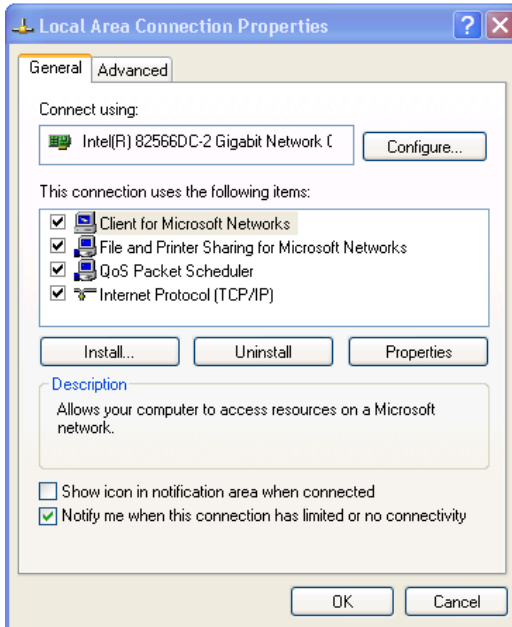 Local Area Connection Properties
General
Advanced
Connect using:
Intel(R) 82566DC-2 Gigabit Network C
Configure...
This connection uses the following items:
Client for Microsoft Networks
File and Printer Sharing for Microsoft Networks
QoS Packet Scheduler
Internet Protocol (TCP/IP)
Install...
Uninstall
Properties
Description
Allows your computer to access resources on a Microsoft
network.
Show icon in notification area when connected
Notify me when this connection has limited or no connectivity
OK
Cancel